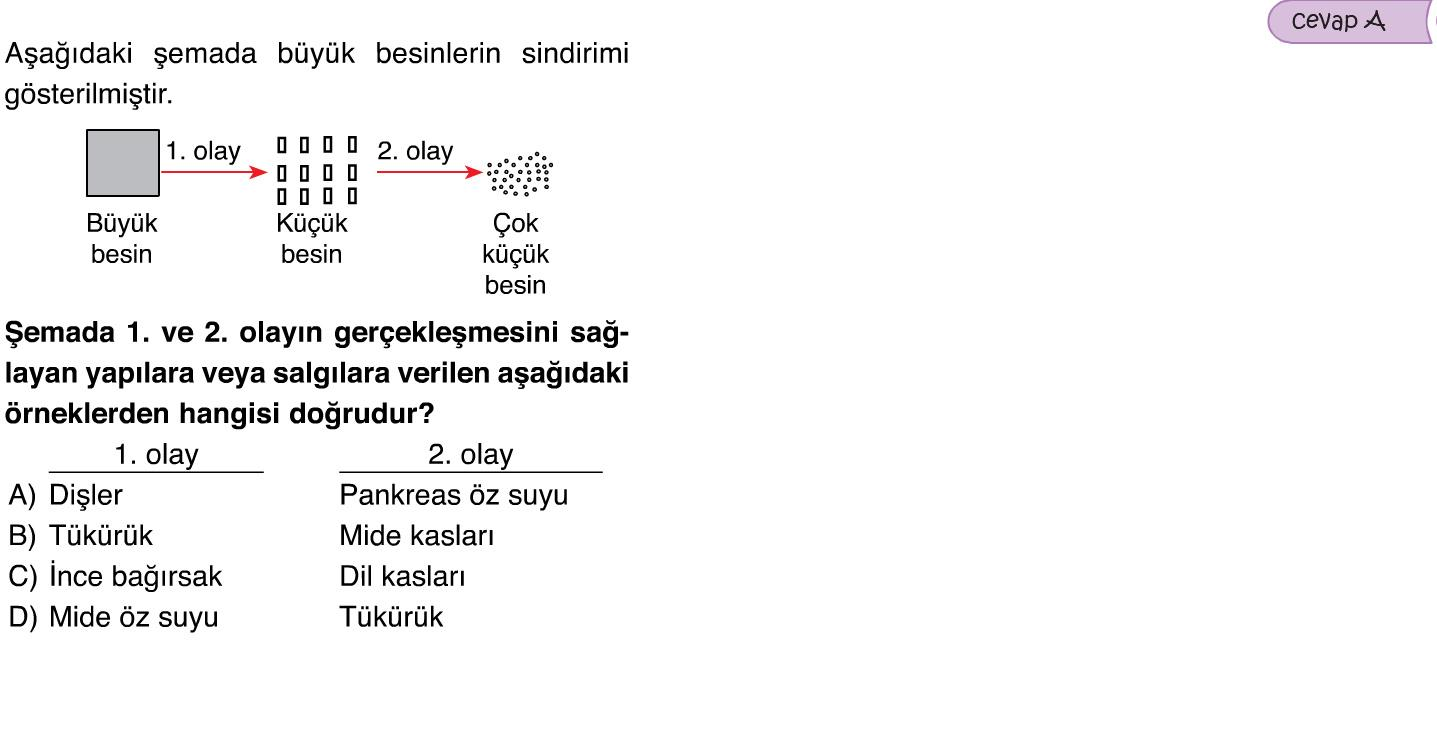 Cevap A
Aşağıdaki şemada büyük besinlerin sindirimi
gösterilmiştir.
1. olay 2. olay
Büyük besin
Küçük besin
Çok küçük besin
Şemada 1. ve 2. olayın gerçekleşmesini sağ-
layan yapılara veya salgılara verilen aşağıdaki
örneklerden hangisi doğrudur?
1. olay 2. olay
A) Dişler Pankreas öz suyu
B) Tükürük Mide kasları
C) İnce bağırsak Dil kasları
D) Mide öz suyu Tükürük